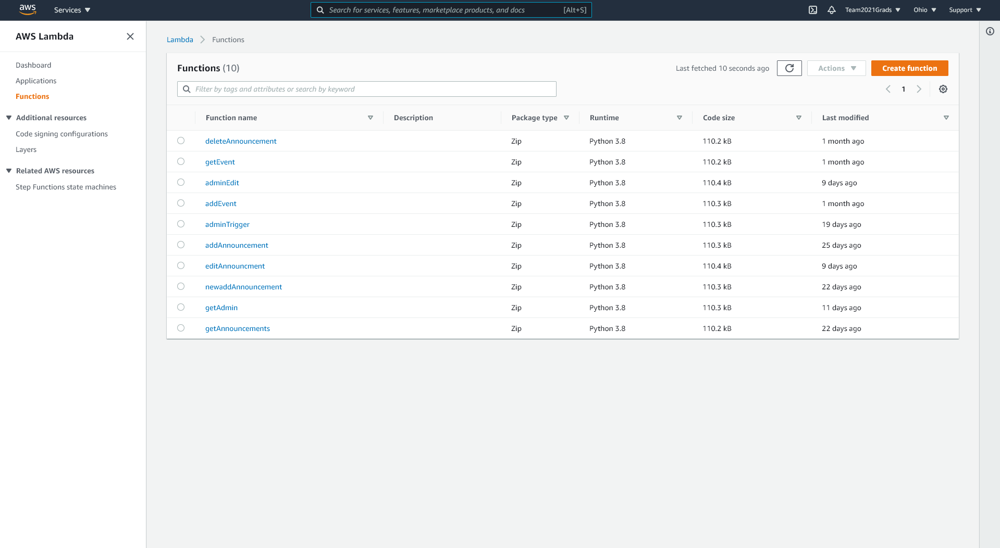 aws Services Search for services, features, marketplace products, and docs [Alt+S] Team2021Grads Ohio Support
AWS Lambda
Dashboard
Applications
Functions
Additional resources
Code signing configurations
Layers
Related AWS resources
Step Functions state machines
Lambda Functions
Functions (10) Last fetched 10 seconds ago Actions Create function
Filter by tags and attributes or search by keyword 1
Function name Description Package type Runtime Code size Last modified
deleteAnnouncement Zip Python 3.8 110.2 kB 1 month ago
getEvent Zip Python 3.8 110.2 kB 1 month ago
adminEdit Zip Python 3.8 110.4 kB 9 days ago
addEvent Zip Python 3.8 110.3 kB 1 month ago
adminTrigger Zip Python 3.8 110.3 kB 19 days ago
addAnnouncement Zip Python 3.8 110.3 kB 25 days ago
editAnnouncment Zip Python 3.8 110.4 kB 9 days ago
newaddAnnouncement Zip Python 3.8 110.3 kB 22 days ago
getAdmin Zip Python 3.8 110.3 kB 11 days ago
getAnnouncements Zip Python 3.8 110.2 kB 22 days ago